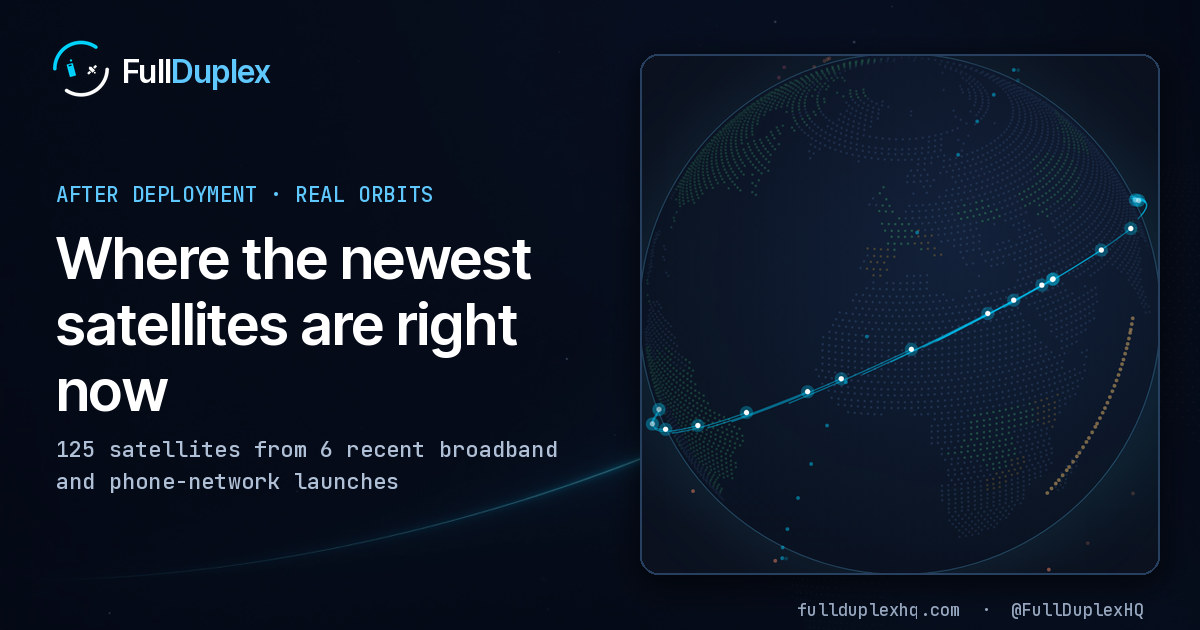 FullDuplex
AFTER DEPLOYMENT · REAL ORBITS
Where the newest
satellites are right
now
125 satellites from 6 recent broadband
and phone-network launches
fullduplexhq.com · @FullDuplexHQ